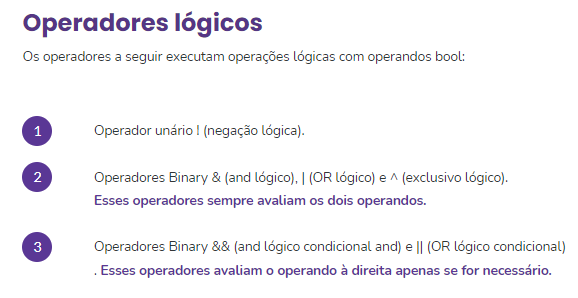 Operadores lógicos
Os operadores a seguir executam operações lógicas com operandos bool:
1
Operador unário ! (negação lógica).
2
Operadores Binary & (and lógico), | (OR lógico) e ^ (exclusivo lógico).
Esses operadores sempre avaliam os dois operandos.
3
Operadores Binary && (and lógico condicional and) e || (OR lógico condicional)
. Esses operadores avaliam o operando à direita apenas se for necessário.